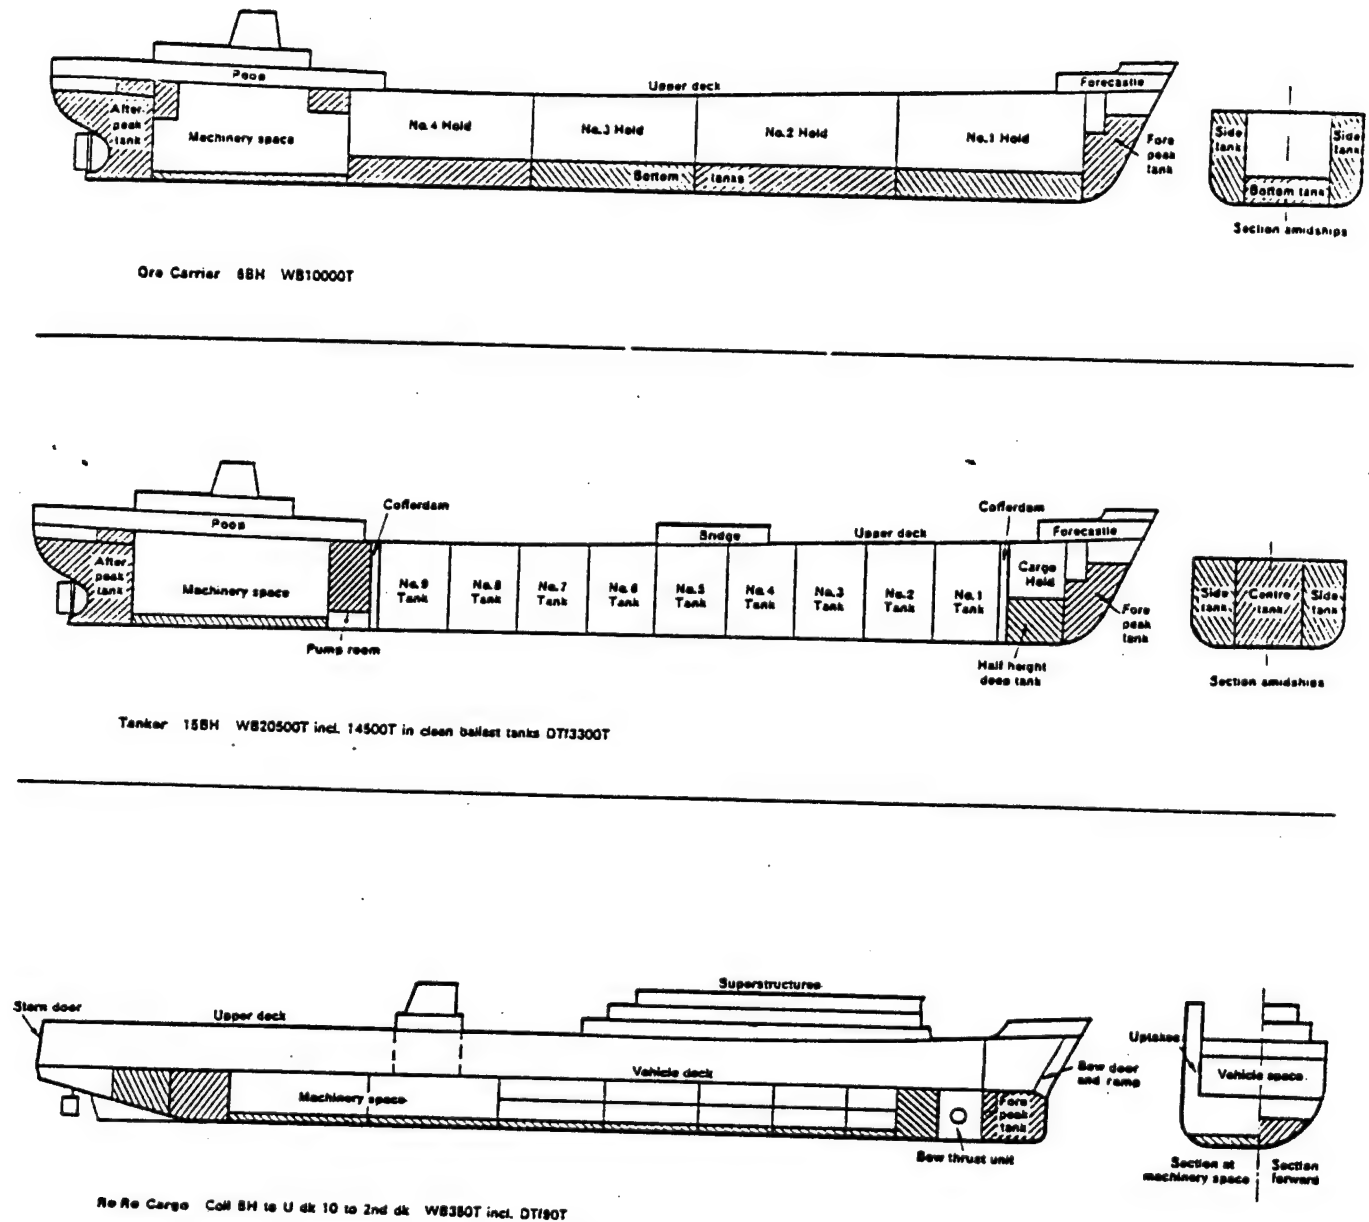 Poop
Upper deck
Forecastle
After
peak
tank
Machinery space
No.4 Hold
No.3 Hold
No.2 Hold
No.1 Hold
Bottom tanks
Fore
peak
tank
Side
tank
Side
tank
Bottom tank
Section amidships
Ore Carrier 6BH WB10000T
Cofferdam
Cofferdam
Poop
Bridge
Upper deck
Forecastle
After
peak
tank
Machinery space
No.9
Tank
No.8
Tank
No.7
Tank
No.6
Tank
No.5
Tank
No.4
Tank
No.3
Tank
No.2
Tank
No.1
Tank
Cargo
Hold
Fore
peak
tank
Pump room
Half height
deep tank
Side
tank
Centre
tank
Side
tank
Section amidships
Tanker 15BH WB20500T incl. 14500T in clean ballast tanks DTf3300T
Superstructures
Stern door
Upper deck
Vehicle deck
Machinery space
Bow door
and ramp
Fore
peak
tank
Bow thrust unit
Uptakes
Vehicle space
Section at
machinery space
Section
forward
Ro Ro Cargo Coll BH to U dk 10 to 2nd dk WB380T incl. DTf90T